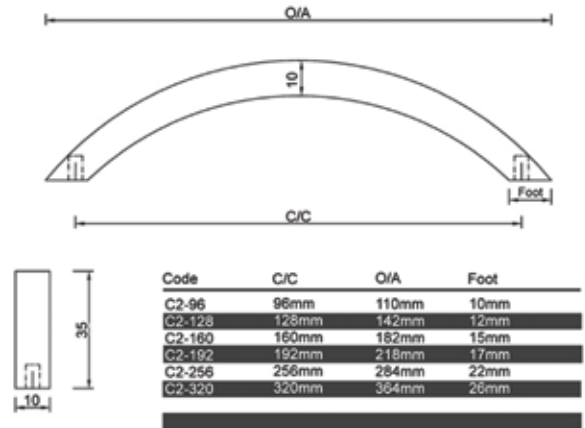 O/A
10
Foot
C/C
35
10
Code C/C O/A Foot
C2-96 96mm 110mm 10mm
C2-128 128mm 142mm 12mm
C2-160 160mm 182mm 15mm
C2-192 192mm 218mm 17mm
C2-256 256mm 284mm 22mm
C2-320 320mm 364mm 26mm